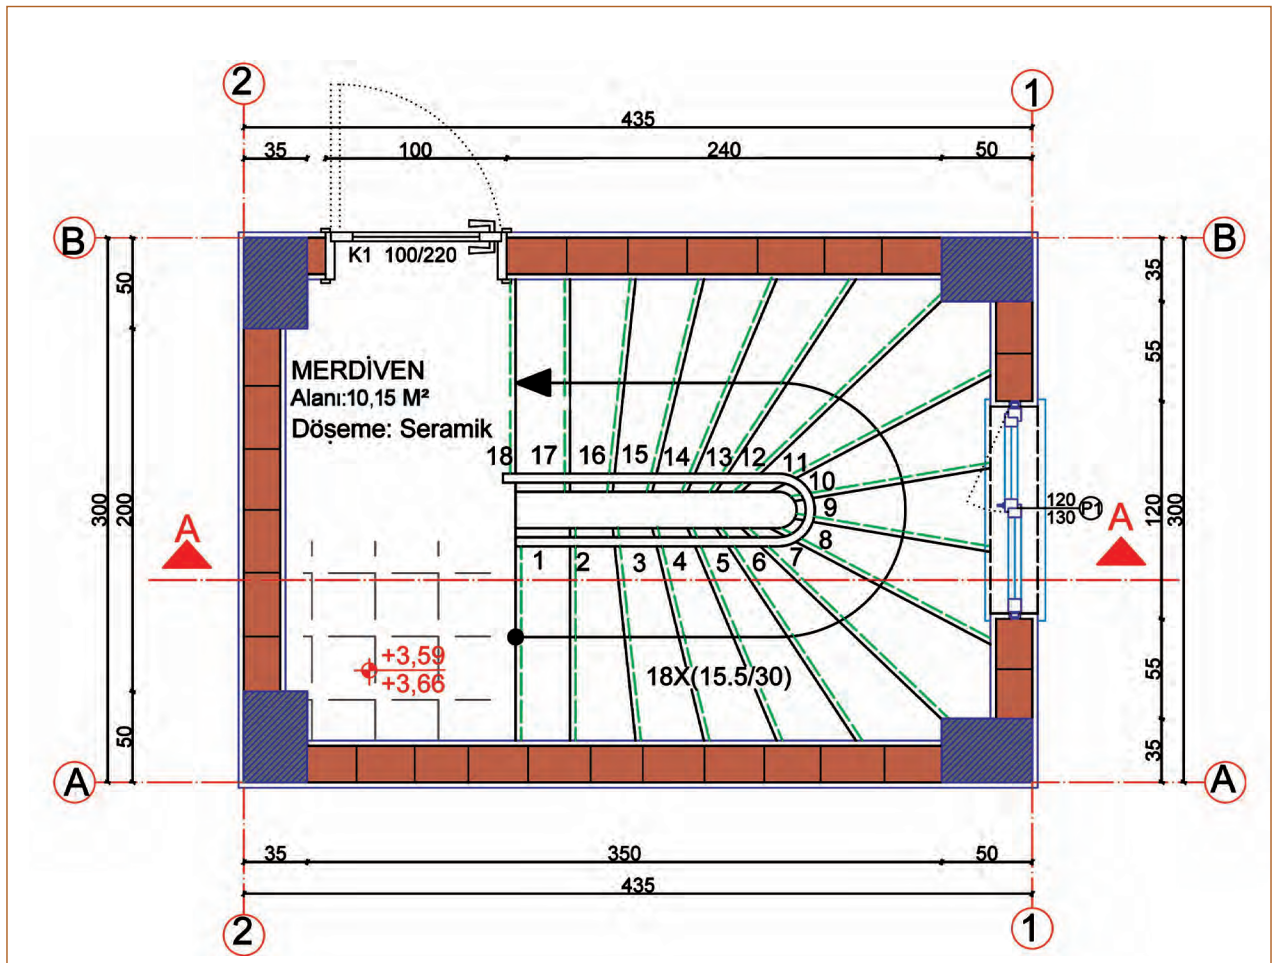 2
1
435
35 100 240 50
B
B
K1 100/220
50
35
55
MERDİVEN
Alanı:10,15 M²
Döşeme: Seramik
18 17 16 15 14 13 12 11
10
9
8
1 2 3 4 5 6 7
300
200
120
300
120
130
P1
A
A
+3,59
+3,66
18X(15.5/30)
55
50
35
A
A
35 350 50
435
2
1